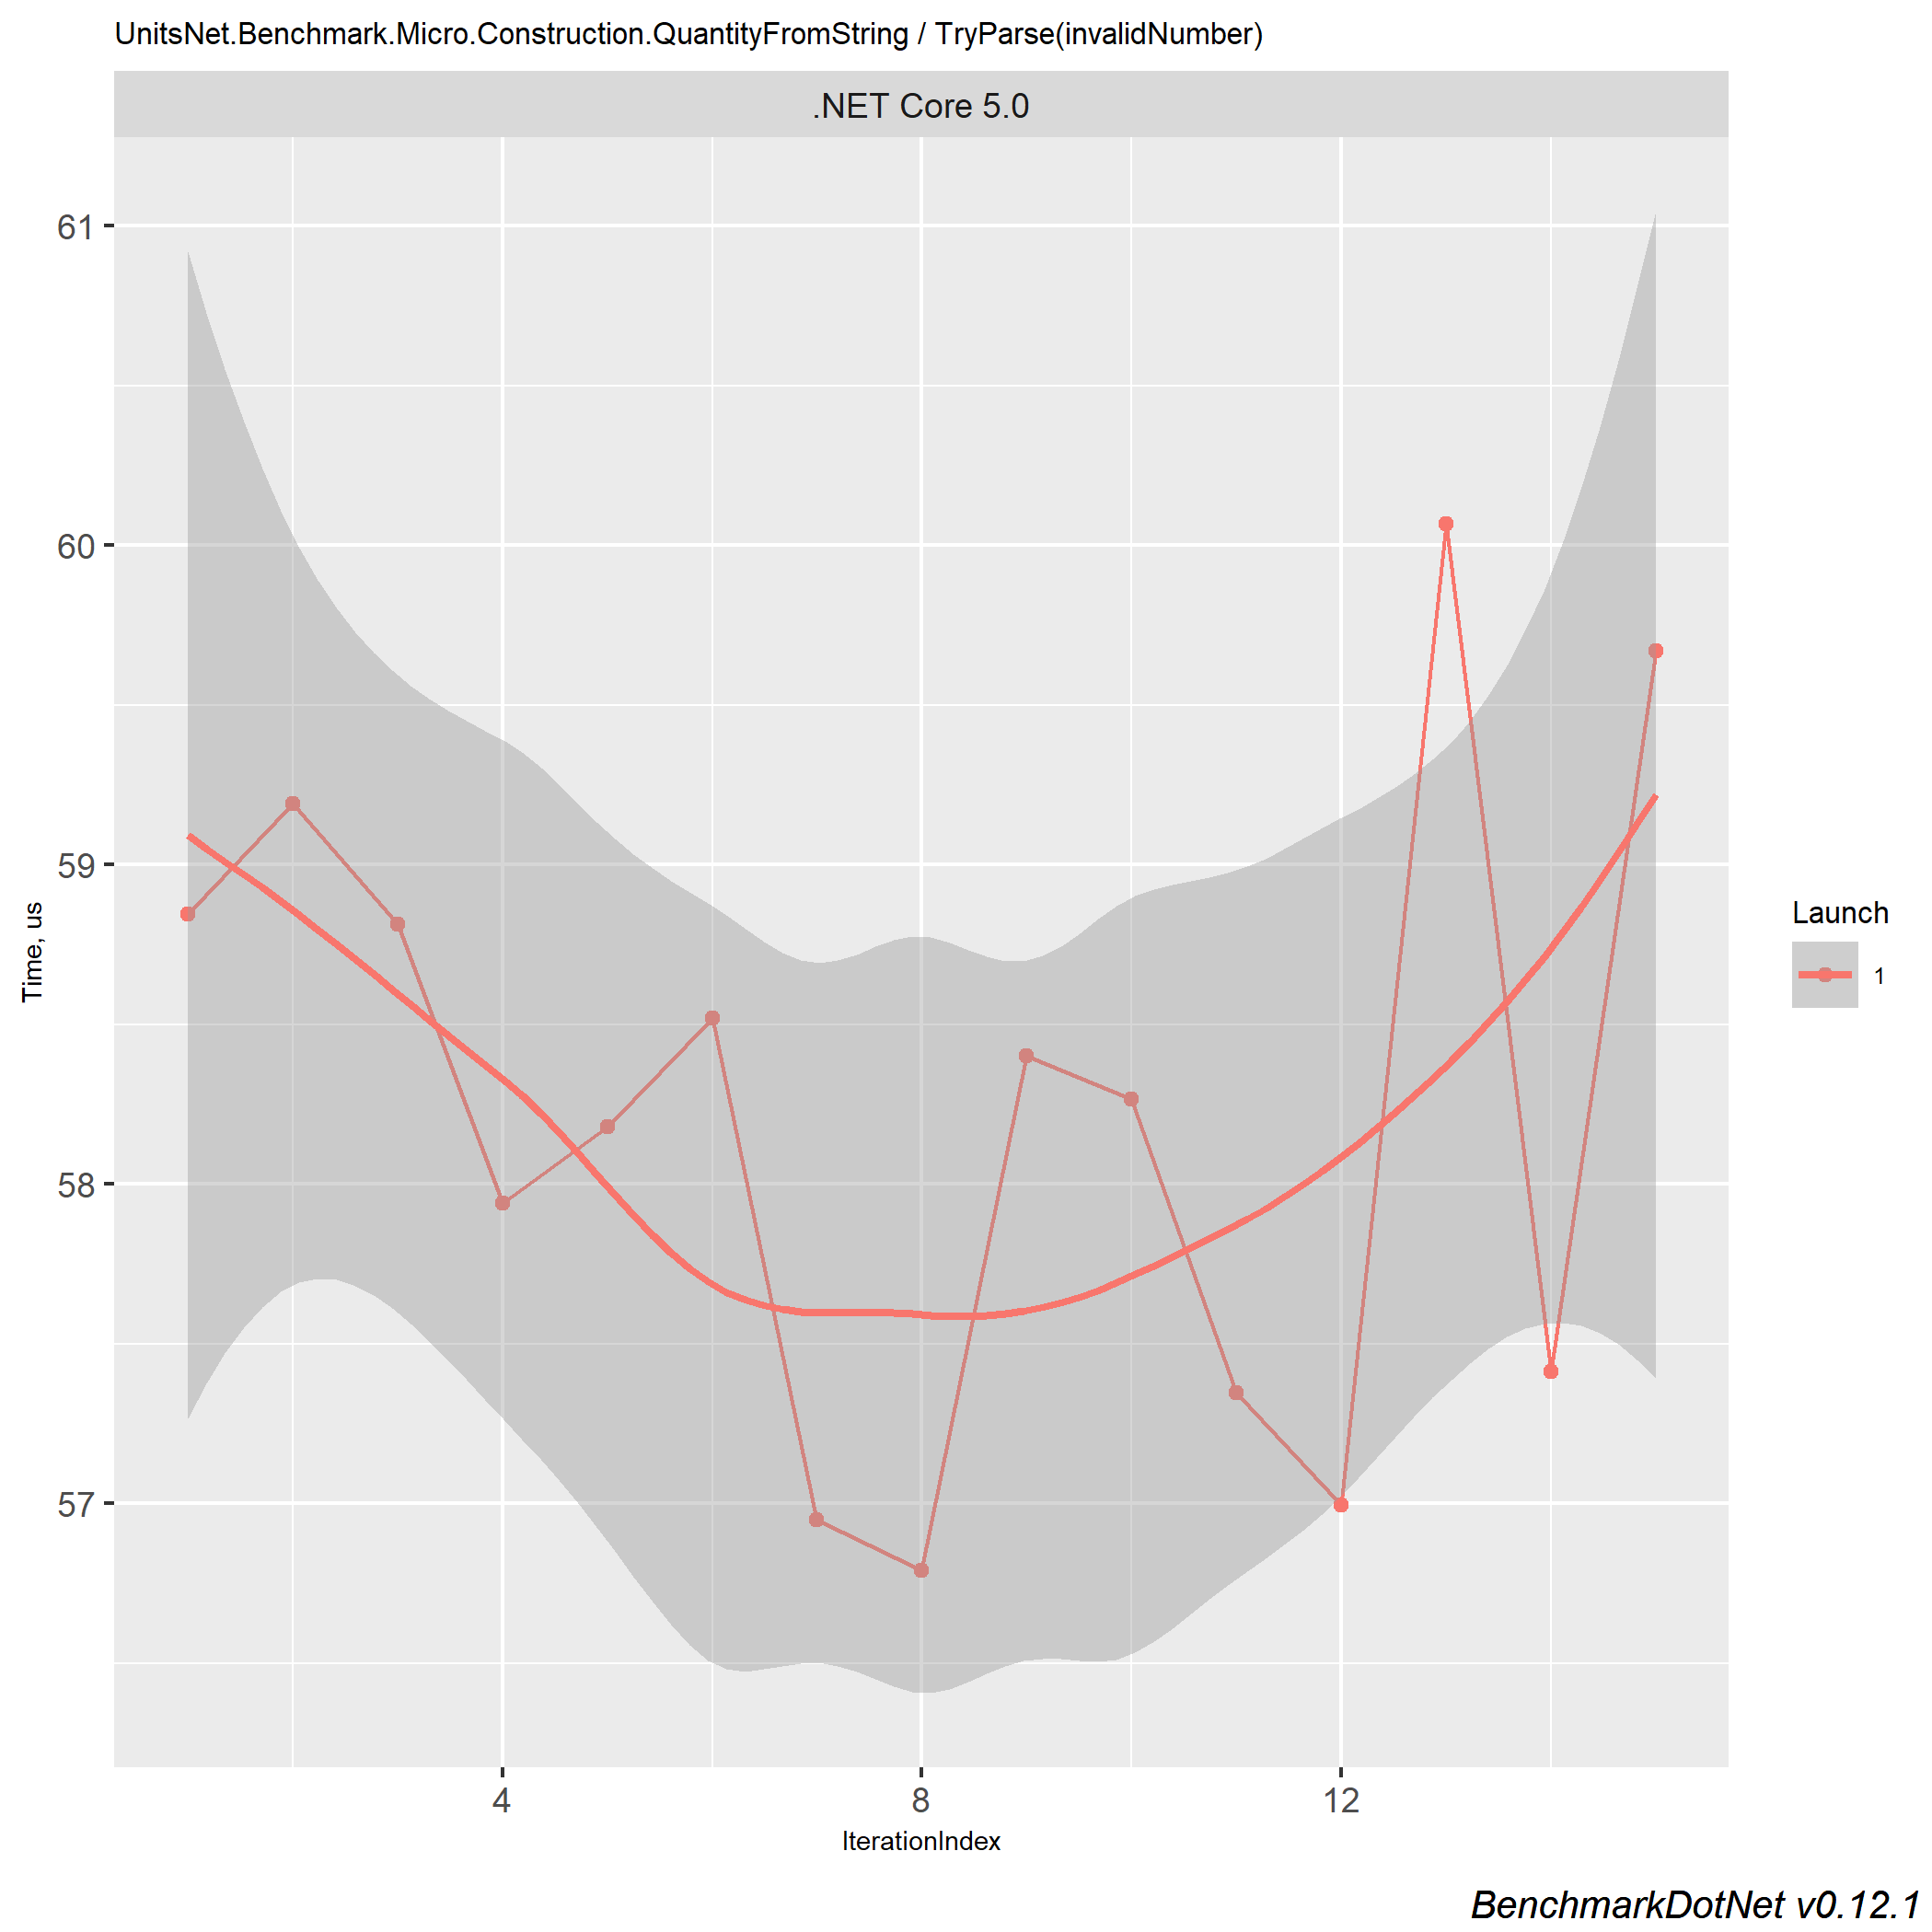 UnitsNet.Benchmark.Micro.Construction.QuantityFromString / TryParse(invalidNumber)
.NET Core 5.0
61
60
59
58
57
Time, us
4
8
12
IterationIndex
Launch
1
BenchmarkDotNet v0.12.1